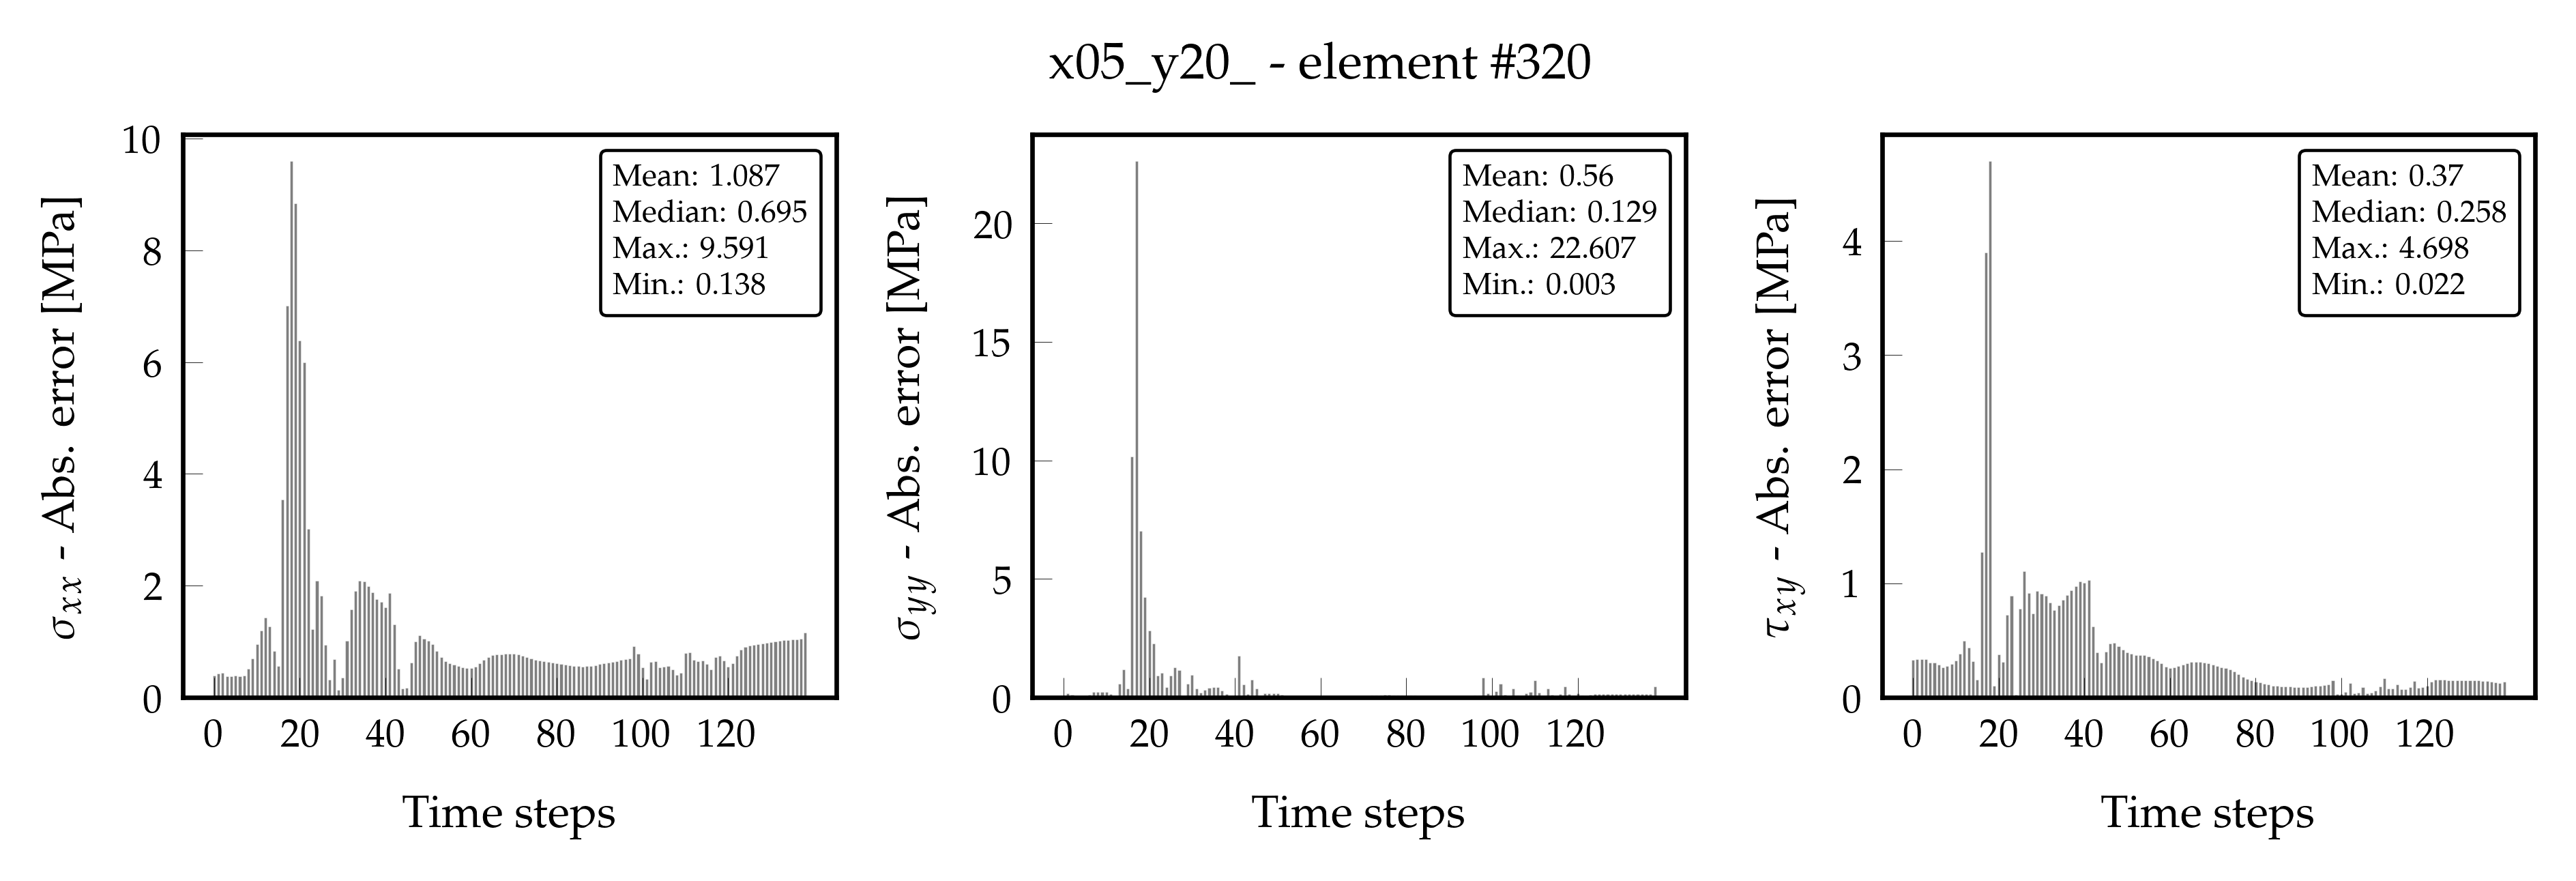 x05_y20_ - element #320
σxx - Abs. error [MPa]
10
8
6
4
2
0
Mean: 1.087
Median: 0.695
Max.: 9.591
Min.: 0.138
0 20 40 60 80 100 120
Time steps
σyy - Abs. error [MPa]
20
15
10
5
0
Mean: 0.56
Median: 0.129
Max.: 22.607
Min.: 0.003
0 20 40 60 80 100 120
Time steps
τxy - Abs. error [MPa]
4
3
2
1
0
Mean: 0.37
Median: 0.258
Max.: 4.698
Min.: 0.022
0 20 40 60 80 100 120
Time steps